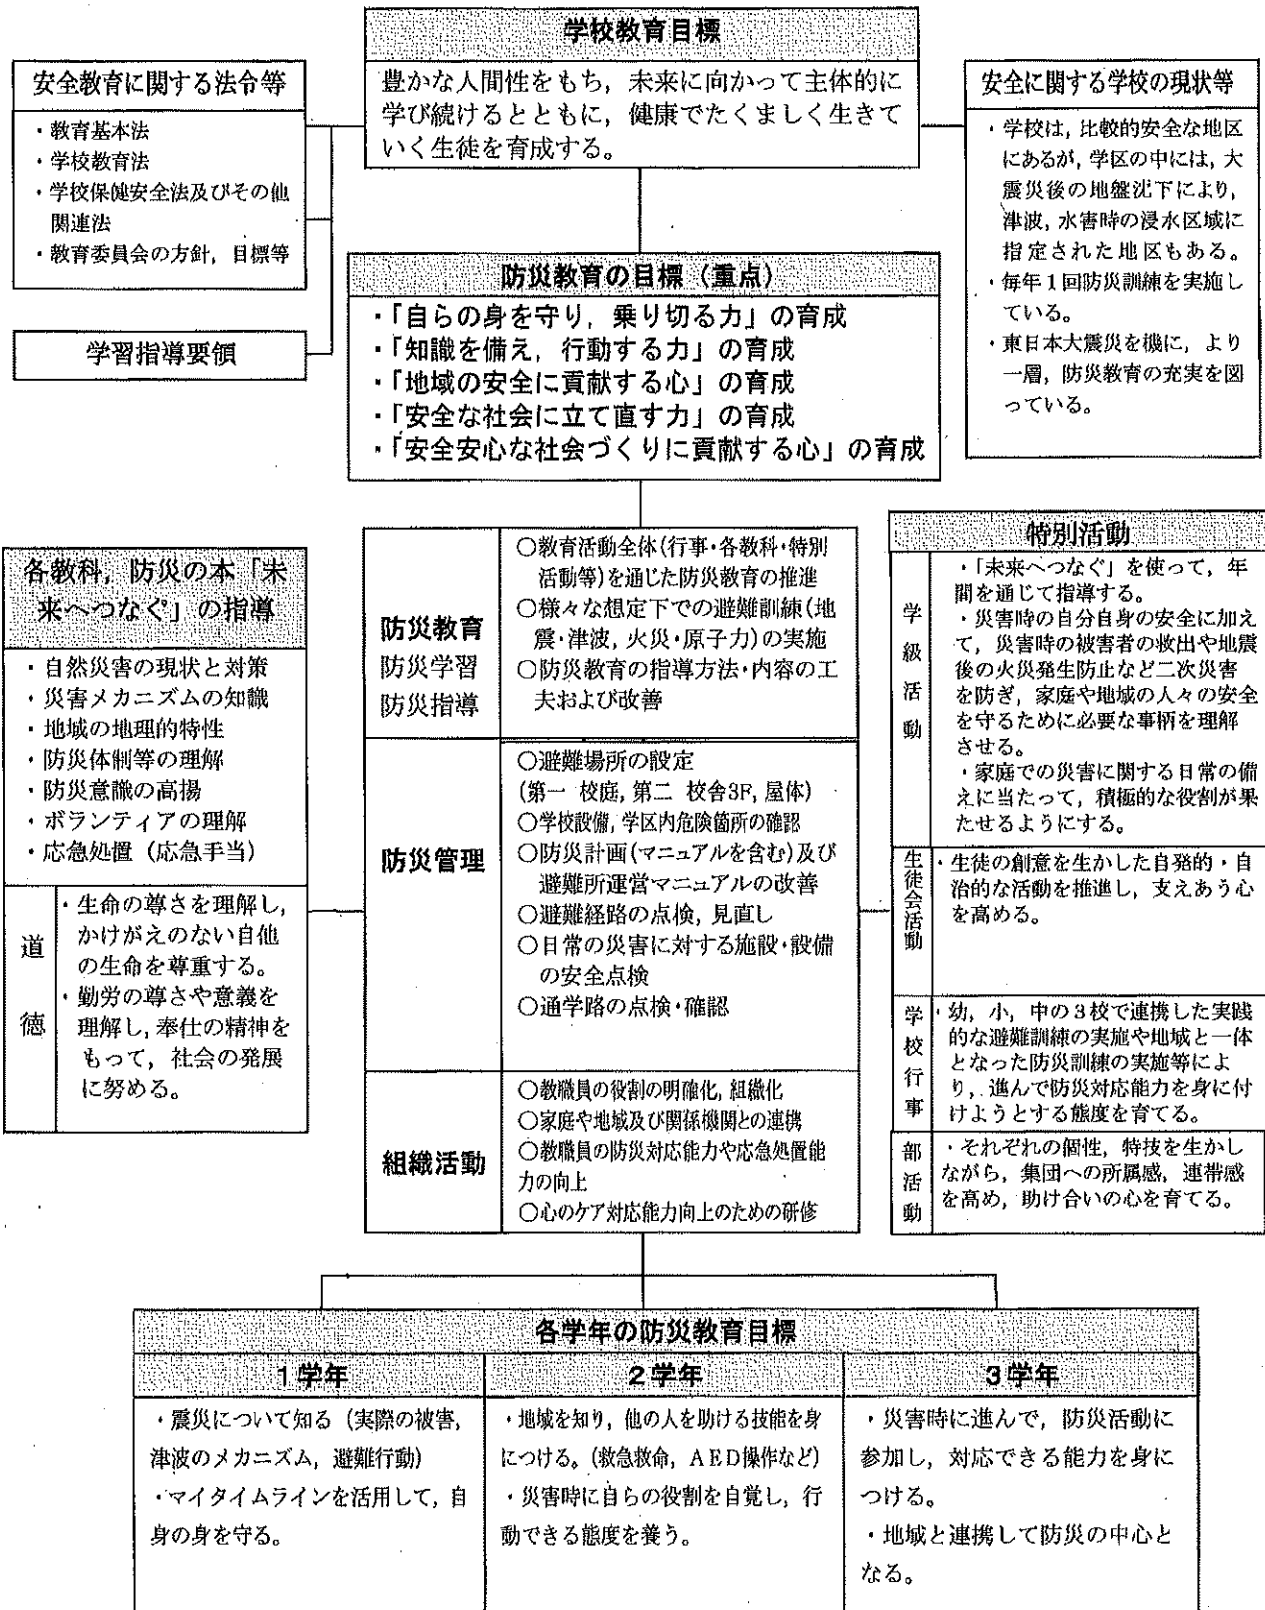 学校教育目標
豊かな人間性をもち，未来に向かって主体的に
学び続けるとともに，健康でたくましく生きて
いく生徒を育成する。
安全教育に関する法令等
・教育基本法
・学校教育法
・学校保健安全法及びその他
関連法
・教育委員会の方針，目標等
学習指導要領
安全に関する学校の現状等
・学校は，比較的安全な地区
にあるが，学区の中には，大
震災後の地盤沈下により，
津波，水害時の浸水区域に
指定された地区もある。
・毎年１回防災訓練を実施し
ている。
・東日本大震災を機に，より
一層，防災教育の充実を図
っている。
防災教育の目標（重点）
・「自らの身を守り，乗り切る力」の育成
・「知識を備え，行動する力」の育成
・「地域の安全に貢献する心」の育成
・「安全な社会に立て直す力」の育成
・「安全安心な社会づくりに貢献する心」の育成
各教科，防災の本「未
来へつなぐ」の指導
・自然災害の現状と対策
・災害メカニズムの知識
・地域の地理的特性
・防災体制等の理解
・防災意識の高揚
・ボランティアの理解
・応急処置（応急手当）
道徳
・生命の尊さを理解し，
かけがえのない自他
の生命を尊重する。
・勤労の尊さや意義を
理解し，奉仕の精神を
もって，社会の発展
に努める。
防災教育
防災学習
防災指導
○教育活動全体(行事・各教科・特別
活動等)を通じた防災教育の推進
○様々な想定下での避難訓練(地
震・津波，火災・原子力)の実施
○防災教育の指導方法・内容の工
夫および改善
防災管理
○避難場所の設定
(第一 校庭，第二 校舎3F，屋体)
○学校設備，学区内危険箇所の確認
○防災計画(マニュアルを含む)及び
避難所運営マニュアルの改善
○避難経路の点検，見直し
○日常の災害に対する施設・設備
の安全点検
○通学路の点検・確認
組織活動
○教職員の役割の明確化，組織化
○家庭や地域及び関係機関との連携
○教職員の防災対応能力や応急処置能
力の向上
○心のケア対応能力向上のための研修
特別活動
学級活動
・「未来へつなぐ」を使って，年
間を通じて指導する。
・災害時の自分自身の安全に加え
て，災害時の被害者の救出や地震
後の火災発生防止など二次災害
を防ぎ，家庭や地域の人々の安全
を守るために必要な事柄を理解
させる。
・家庭での災害に関する日常の備
えに当たって，積極的な役割が果
たせるようにする。
生徒会活動
・生徒の創意を生かした自発的・自
治的な活動を推進し，支えあう心
を高める。
学校行事
・幼，小，中の３校で連携した実践
的な避難訓練の実施や地域と一体
となった防災訓練の実施等によ
り，進んで防災対応能力を身に付
けようとする態度を育てる。
部活動
・それぞれの個性，特技を生かし
ながら，集団への所属感，連帯感
を高め，助け合いの心を育てる。
各学年の防災教育目標
１学年
２学年
３学年
・震災について知る（実際の被害，
津波のメカニズム，避難行動）
・マイタイムラインを活用して，自
身の身を守る。
・地域を知り，他の人を助ける技能を身
につける。（救急救命，ＡＥＤ操作など）
・災害時に自らの役割を自覚し，行
動できる態度を養う。
・災害時に進んで，防災活動に
参加し，対応できる能力を身に
つける。
・地域と連携して防災の中心と
なる。